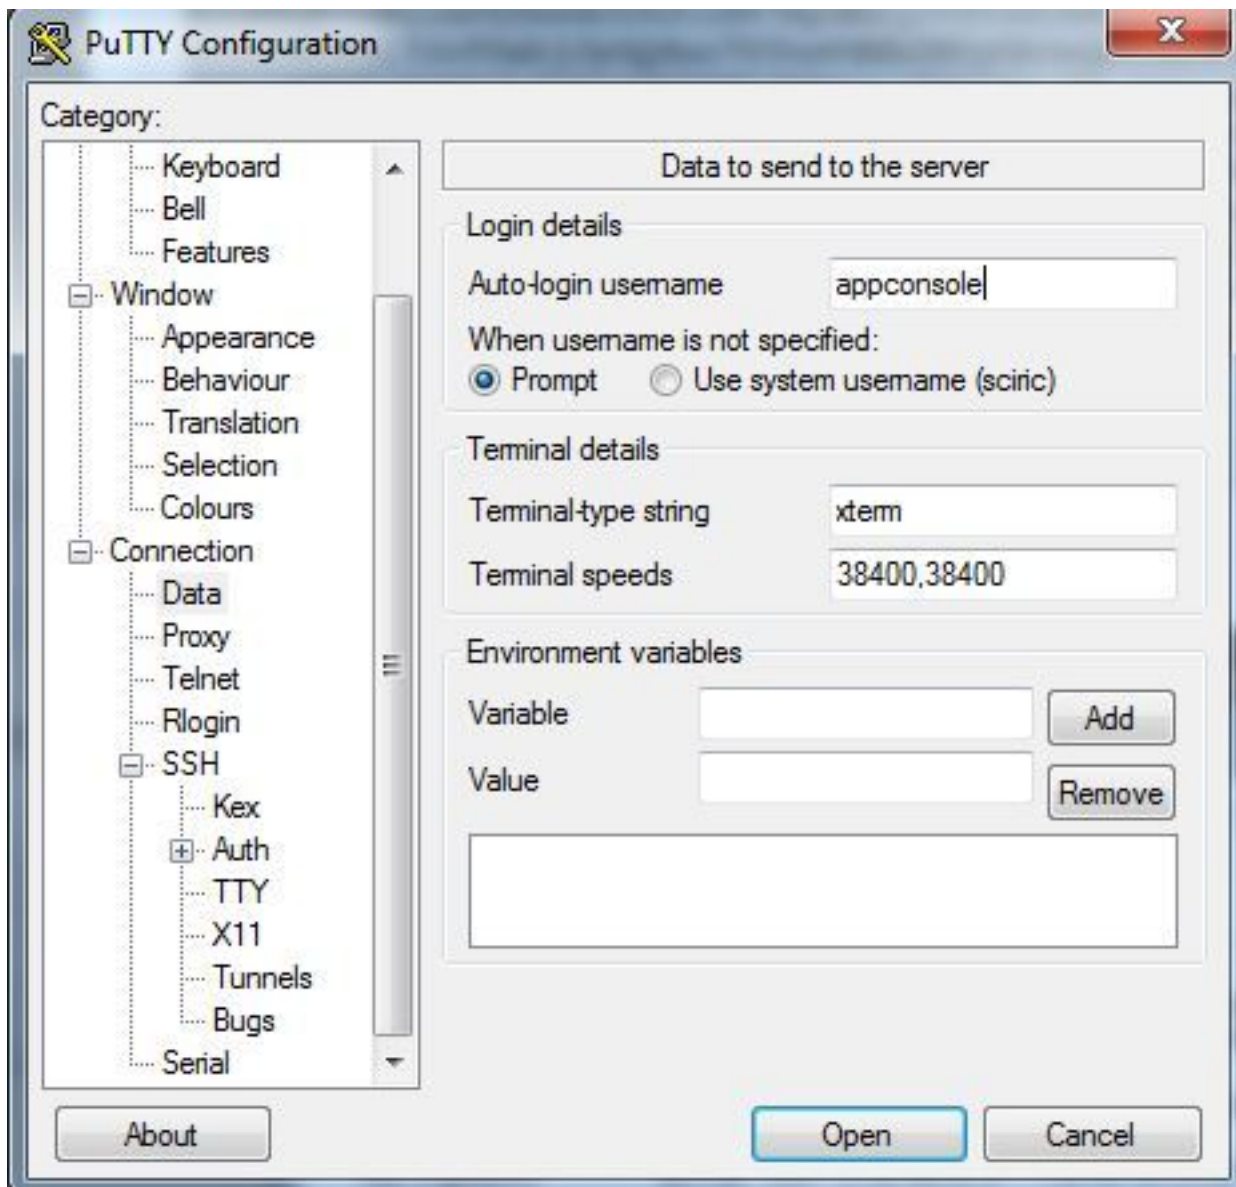 PuTTY Configuration
X
Category:
Keyboard
Bell
Features
Window
Appearance
Behaviour
Translation
Selection
Colours
Connection
Data
Proxy
Telnet
Rlogin
SSH
Kex
Auth
TTY
X11
Tunnels
Bugs
Serial
Data to send to the server
Login details
Auto-login username appconsole
When username is not specified:
Prompt Use system username (sciric)
Terminal details
Terminal-type string xterm
Terminal speeds 38400,38400
Environment variables
Variable Add
Value Remove
About Open Cancel